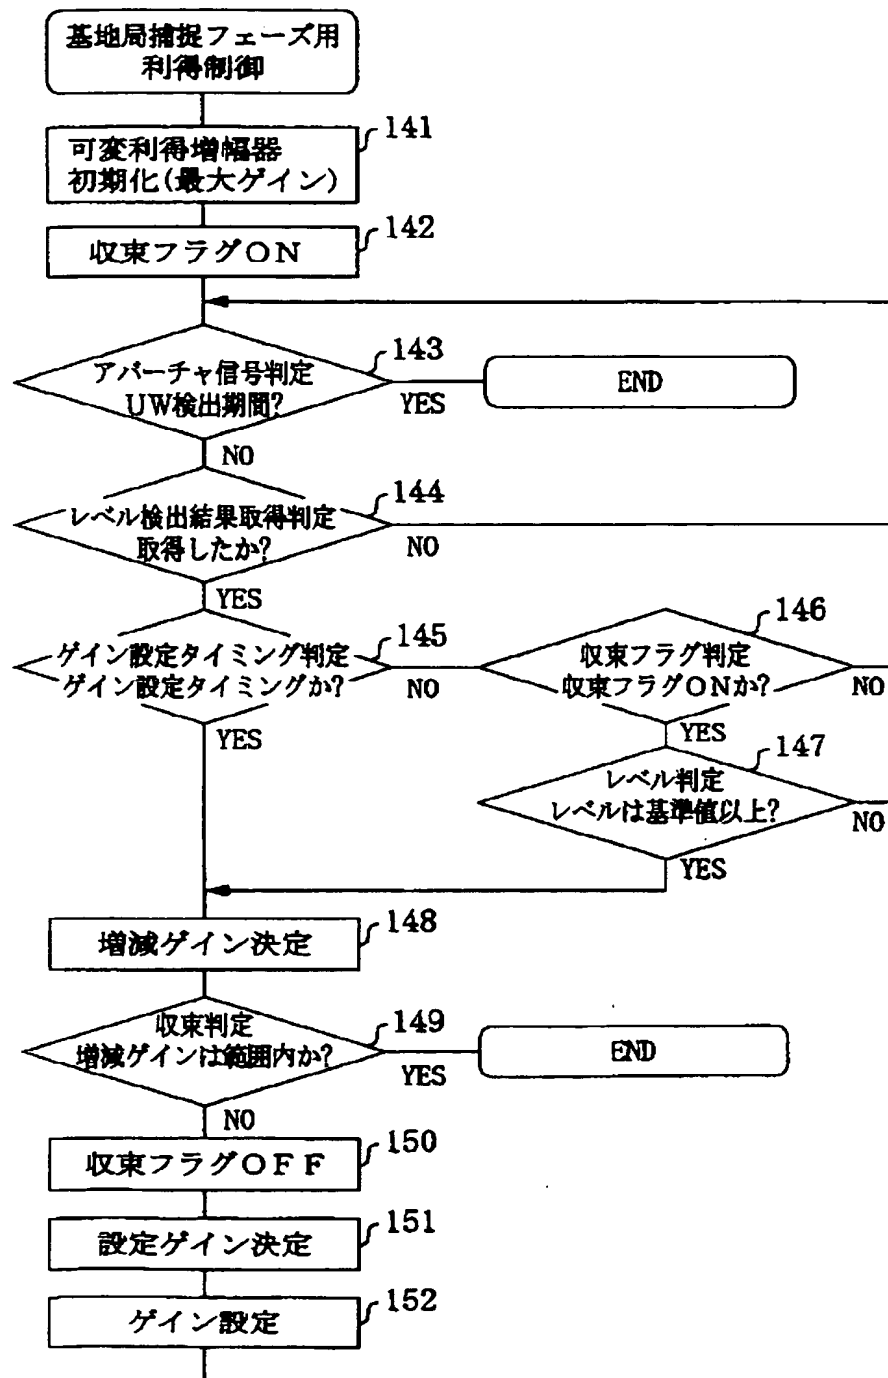 基地局捕捉フェーズ用
利得制御
141
可変利得増幅器
初期化(最大ゲイン)
142
収束フラグON
143
アパーチャ信号判定
UW検出期間?
YES
END
NO
144
レベル検出結果取得判定
取得したか?
NO
YES
145
ゲイン設定タイミング判定
ゲイン設定タイミングか?
NO
YES
146
収束フラグ判定
収束フラグONか?
NO
YES
147
レベル判定
レベルは基準値以上?
NO
YES
148
増減ゲイン決定
149
収束判定
増減ゲインは範囲内か?
YES
END
NO
150
収束フラグOFF
151
設定ゲイン決定
152
ゲイン設定